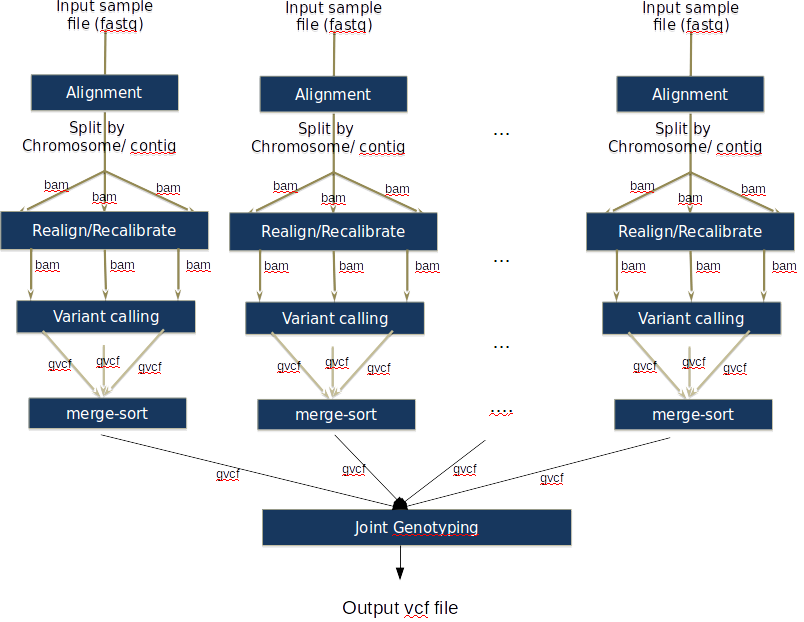 Input sample
file (fastq)
Input sample
file (fastq)
Input sample
file (fastq)
Alignment
Alignment
Alignment
Split by
Chromosome/ contig
Split by
Chromosome/ contig
...
Split by
Chromosome/ contig
bam
bam
bam
bam
bam
bam
bam
bam
bam
Realign/Recalibrate
Realign/Recalibrate
Realign/Recalibrate
bam
bam
bam
bam
bam
bam
...
bam
bam
bam
Variant calling
Variant calling
Variant calling
...
gvcf
gvcf
gvcf
gvcf
gvcf
gvcf
gvcf
gvcf
gvcf
merge-sort
merge-sort
....
merge-sort
gvcf
gvcf
gvcf
gvcf
Joint Genotyping
Output vcf file